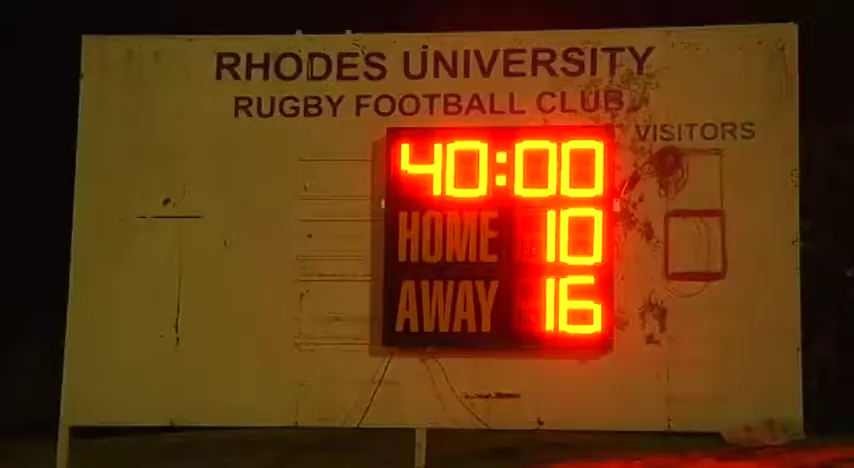 RHODES UNIVERSITY
RUGBY FOOTBALL CLUB
VISITORS
40:00
HOME 10
AWAY 16